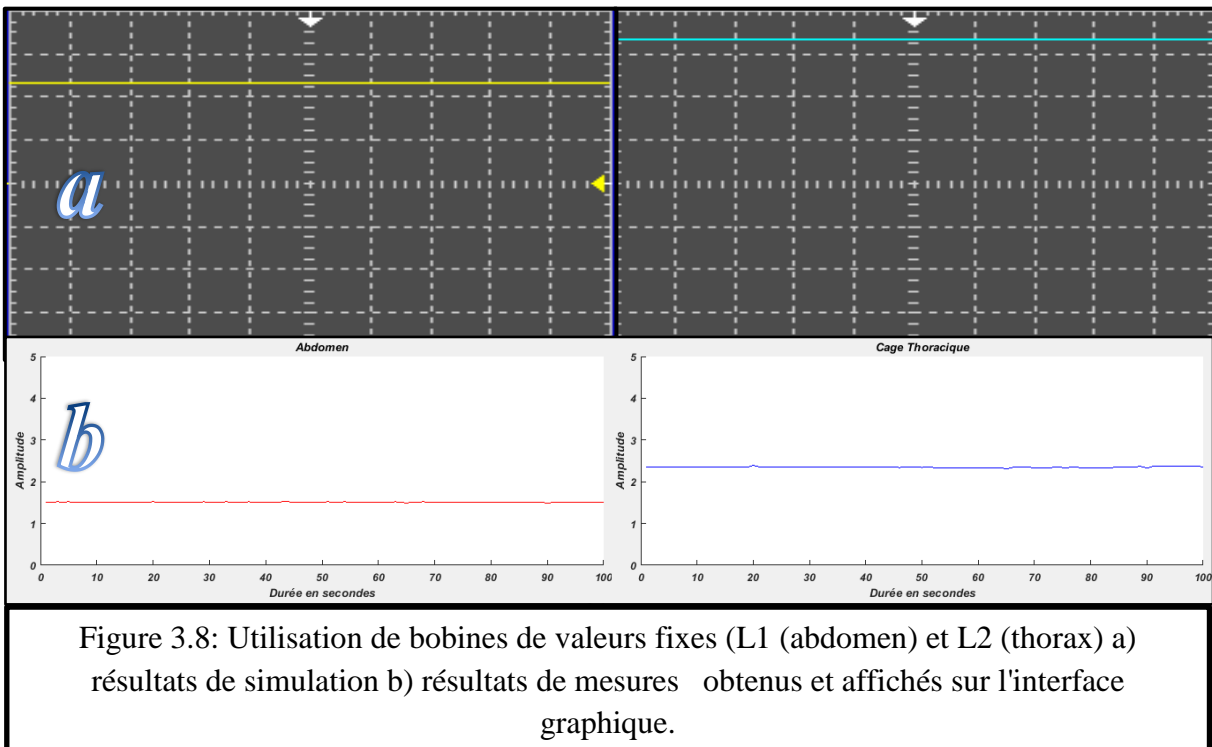 a
Abdomen
5
4
3
2
1
0
Amplitude
b
0 10 20 30 40 50 60 70 80 90 100
Durée en secondes
Cage Thoracique
5
4
3
2
1
0
Amplitude
0 10 20 30 40 50 60 70 80 90 100
Durée en secondes
Figure 3.8: Utilisation de bobines de valeurs fixes (L1 (abdomen) et L2 (thorax) a)
résultats de simulation b) résultats de mesures obtenus et affichés sur l'interface
graphique.